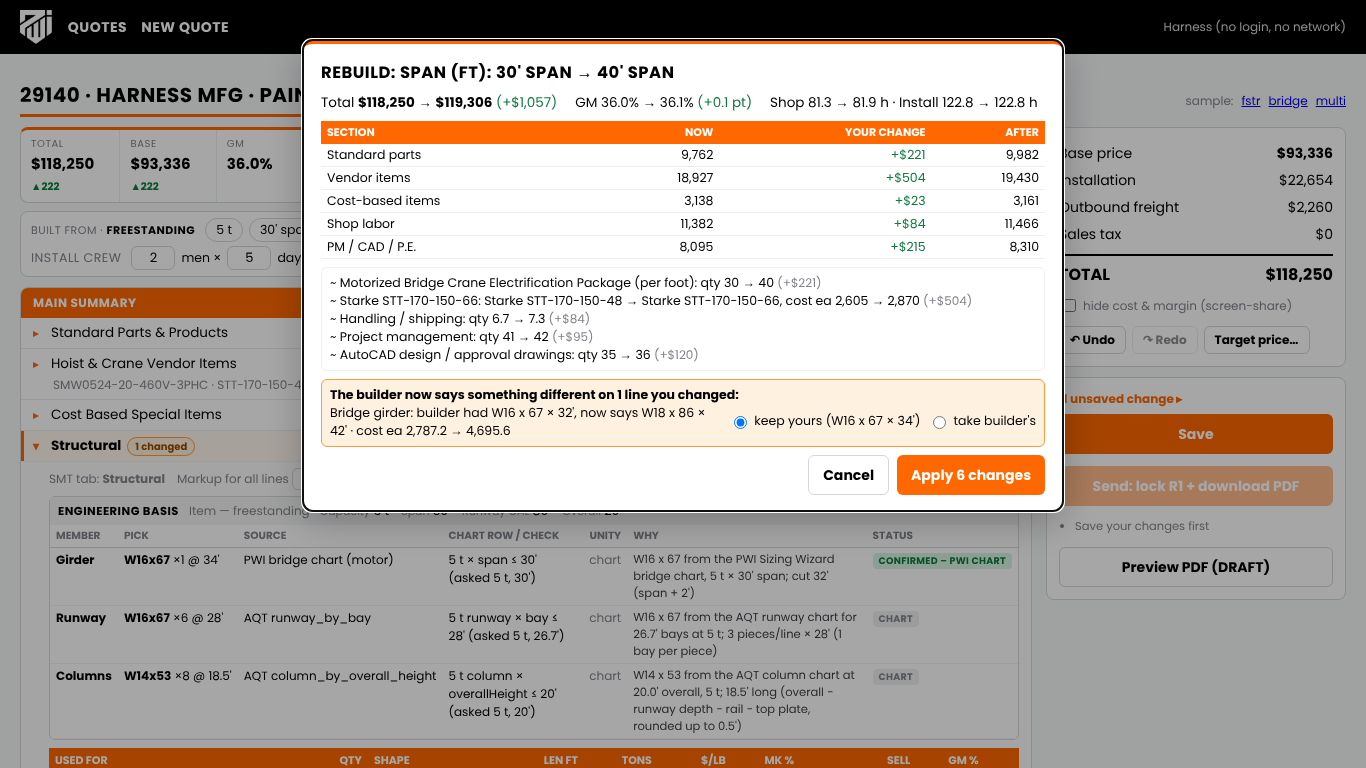 QUOTES NEW QUOTE Harness (no login, no network)
29140 · HARNESS MFG · PAIN
sample: fstr bridge multi
TOTAL BASE GM
$118,250 $93,336 36.0%
▲222 ▲222
BUILT FROM · FREESTANDING 5 t 30' spa
INSTALL CREW 2 men × 5 day
MAIN SUMMARY
▸ Standard Parts & Products
▸ Hoist & Crane Vendor Items
SMW0524-20-460V-3PHC · STT-170-150-4
▸ Cost Based Special Items
▾ Structural 1 changed
SMT tab: Structural Markup for all lines
REBUILD: SPAN (FT): 30' SPAN → 40' SPAN
Total $118,250 → $119,306 (+$1,057) GM 36.0% → 36.1% (+0.1 pt) Shop 81.3 → 81.9 h · Install 122.8 → 122.8 h
SECTION NOW YOUR CHANGE AFTER
Standard parts 9,762 +$221 9,982
Vendor items 18,927 +$504 19,430
Cost-based items 3,138 +$23 3,161
Shop labor 11,382 +$84 11,466
PM / CAD / P.E. 8,095 +$215 8,310
~ Motorized Bridge Crane Electrification Package (per foot): qty 30 → 40 (+$221)
~ Starke STT-170-150-66: Starke STT-170-150-48 → Starke STT-170-150-66, cost ea 2,605 → 2,870 (+$504)
~ Handling / shipping: qty 6.7 → 7.3 (+$84)
~ Project management: qty 41 → 42 (+$95)
~ AutoCAD design / approval drawings: qty 35 → 36 (+$120)
The builder now says something different on 1 line you changed:
Bridge girder: builder had W16 x 67 × 32', now says W18 x 86 ×
42' · cost ea 2,787.2 → 4,695.6
keep yours (W16 x 67 × 34') take builder's
Cancel Apply 6 changes
Base price $93,336
Installation $22,654
Outbound freight $2,260
Sales tax $0
TOTAL $118,250
hide cost & margin (screen-share)
↶ Undo ↷ Redo Target price...
unsaved change ▸
Save
Send: lock R1 + download PDF
• Save your changes first
Preview PDF (DRAFT)
ENGINEERING BASIS Item — freestanding
MEMBER PICK SOURCE CHART ROW / CHECK UNITY WHY STATUS
Girder W16x67 ×1 @ 34' PWI bridge chart (motor) 5 t × span ≤ 30' chart W16 x 67 from the PWI Sizing Wizard CONFIRMED – PWI CHART
(asked 5 t, 30') bridge chart, 5 t × 30' span; cut 32'
(span + 2')
Runway W16x67 ×6 @ 28' AQT runway_by_bay 5 t runway × bay ≤ chart W16 x 67 from the AQT runway chart for CHART
28' (asked 5 t, 26.7') 26.7' bays at 5 t; 3 pieces/line × 28' (1
bay per piece)
Columns W14x53 ×8 @ 18.5' AQT column_by_overall_height 5 t column × chart W14 x 53 from the AQT column chart at CHART
overallHeight ≤ 20' 20.0' overall, 5 t; 18.5' long (overall −
(asked 5 t, 20') runway depth − rail − top plate,
rounded up to 0.5')
USED FOR QTY SHAPE LEN FT TONS $/LB MK % SELL GM %